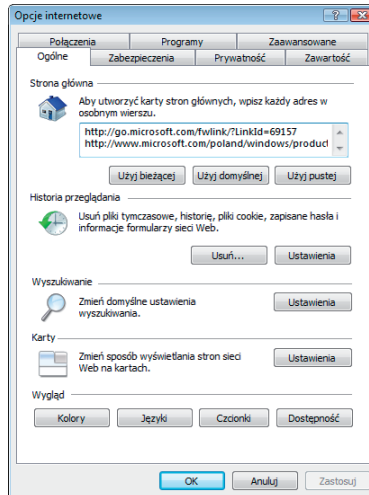 Opcje internetowe
Połączenia Programy Zaawansowane
Ogólne Zabezpieczenia Prywatność Zawartość
Strona główna
Aby utworzyć karty stron głównych, wpisz każdy adres w
osobnym wierszu.
http://go.microsoft.com/fwlink/?LinkId=69157
http://www.microsoft.com/poland/windows/product
Użyj bieżącej Użyj domyślnej Użyj pustej
Historia przeglądania
Usuń pliki tymczasowe, historię, pliki cookie, zapisane hasła i
informacje formularzy sieci Web.
Usuń... Ustawienia
Wyszukiwanie
Zmień domyślne ustawienia
wyszukiwania.
Ustawienia
Karty
Zmień sposób wyświetlania stron sieci
Web na kartach.
Ustawienia
Wygląd
Kolory Języki Czcionki Dostępność
OK Anuluj Zastosuj